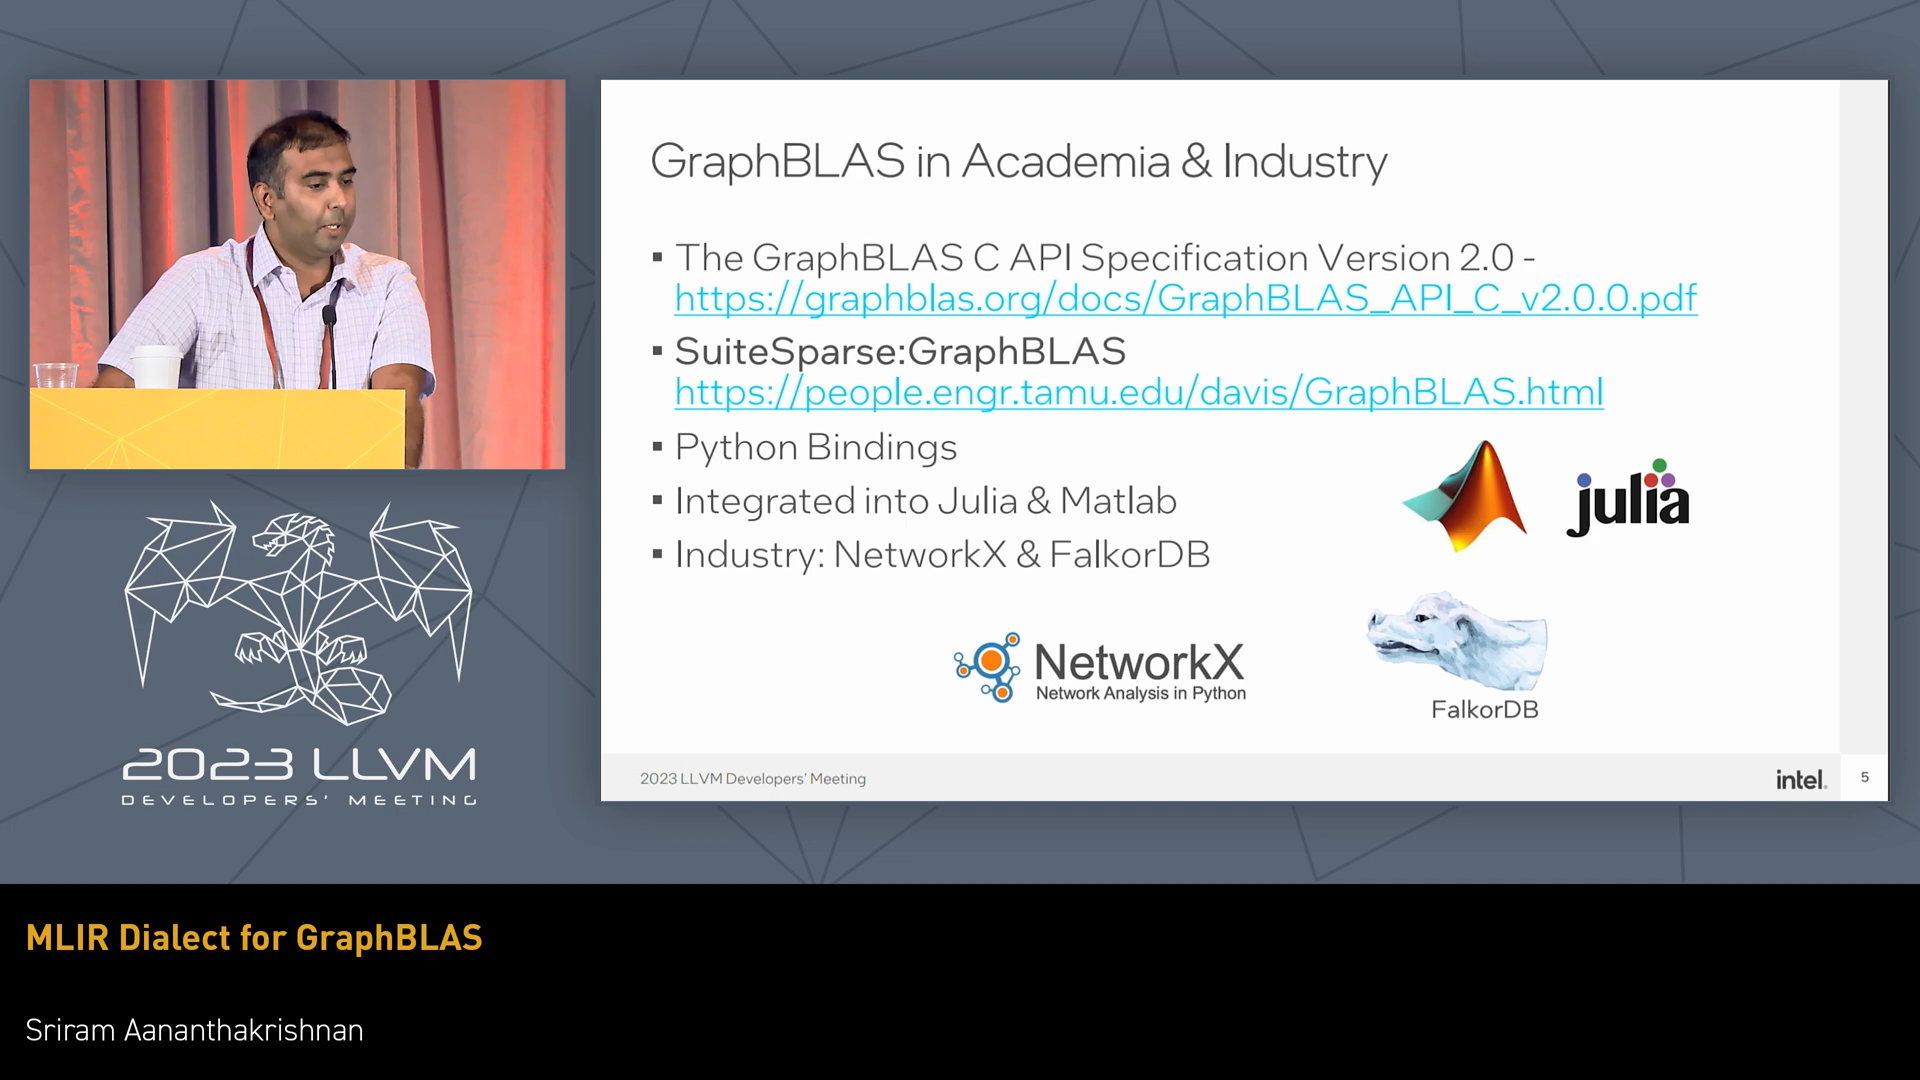 GraphBLAS in Academia & Industry
▪ The GraphBLAS C API Specification Version 2.0 -
https://graphblas.org/docs/GraphBLAS_API_C_v2.0.0.pdf
▪ SuiteSparse:GraphBLAS
https://people.engr.tamu.edu/davis/GraphBLAS.html
▪ Python Bindings
▪ Integrated into Julia & Matlab
▪ Industry: NetworkX & FalkorDB
julia
NetworkX
Network Analysis in Python
FalkorDB
2023 LLVM Developers' Meeting
intel.
5
2023 LLVM
DEVELOPERS' MEETING
MLIR Dialect for GraphBLAS
Sriram Aananthakrishnan